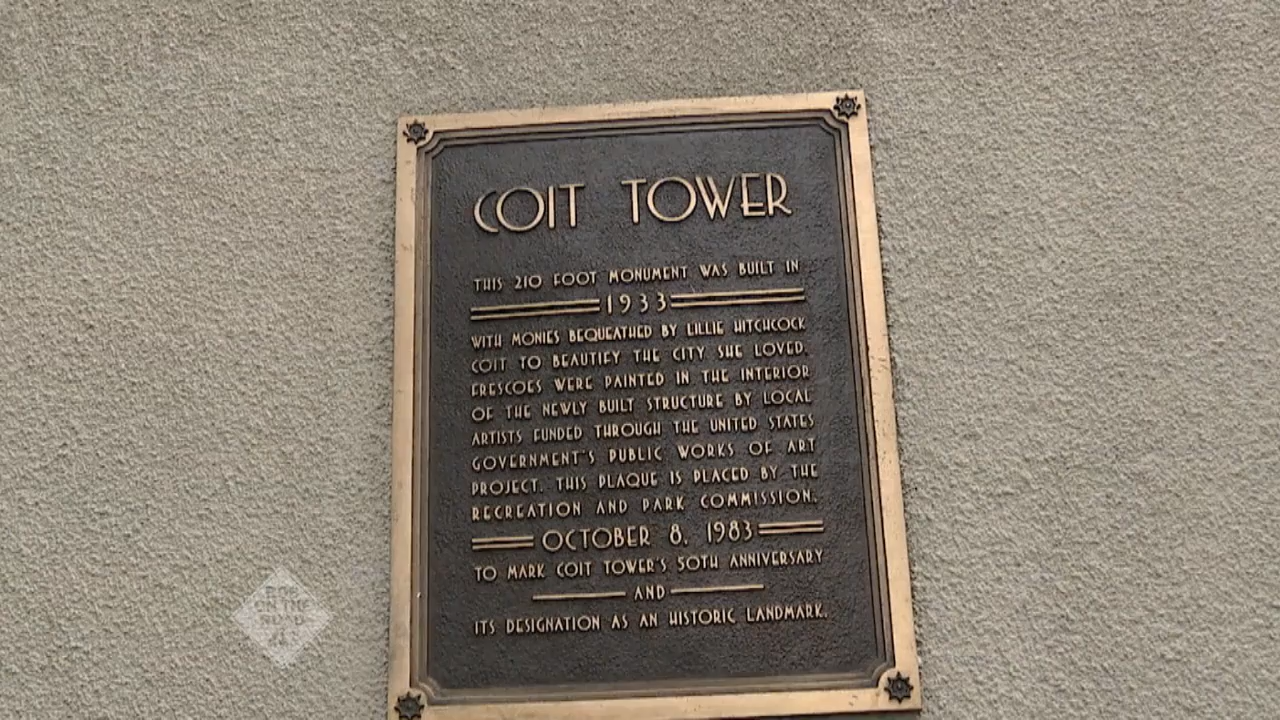 COIT TOWER
THIS 210 FOOT MONUMENT WAS BUILT IN
1933
WITH MONIES BEQUEATHED BY LILLIE HITCHCOCK
COIT TO BEAUTIFY THE CITY SHE LOVED.
FRESCOES WERE PAINTED IN THE INTERIOR
OF THE NEWLY BUILT STRUCTURE BY LOCAL
ARTISTS FUNDED THROUGH THE UNITED STATES
GOVERNMENT'S PUBLIC WORKS OF ART
PROJECT. THIS PLAQUE IS PLACED BY THE
RECREATION AND PARK COMMISSION.
OCTOBER 8, 1983
TO MARK COIT TOWER'S 50TH ANNIVERSARY
AND
ITS DESIGNATION AS AN HISTORIC LANDMARK.
ON THE